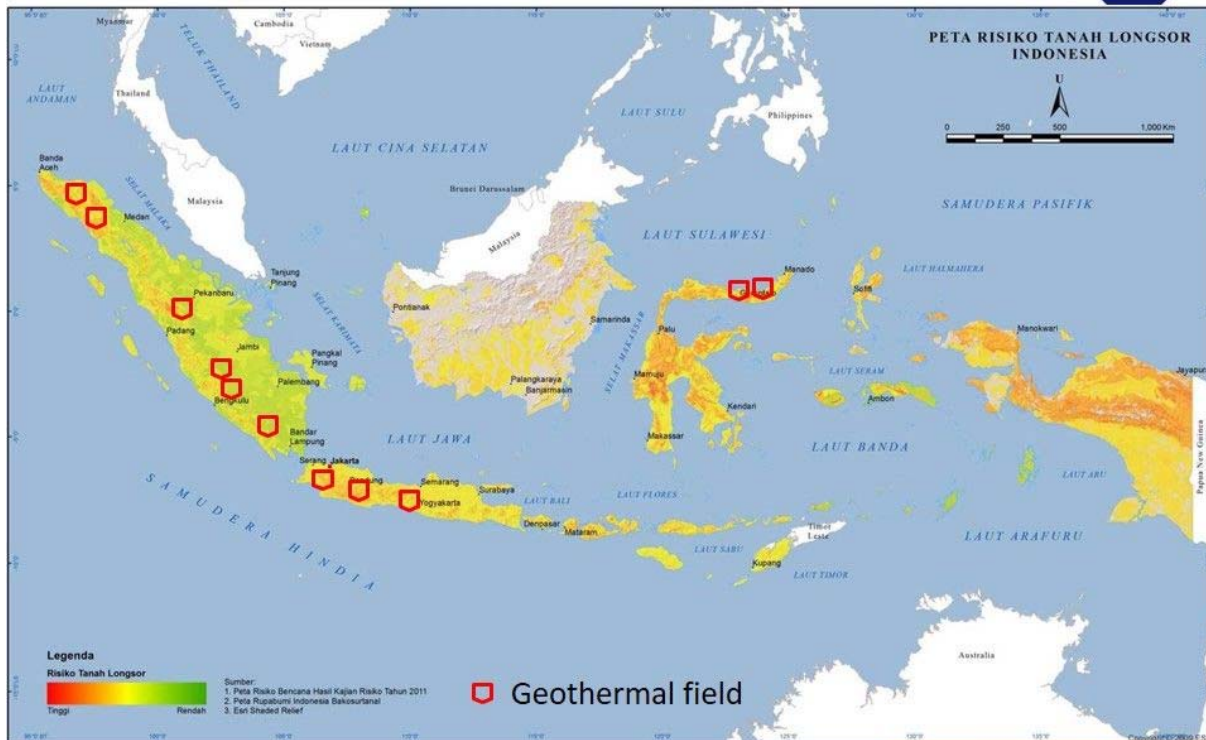 PETA RISIKO TANAH LONGSOR
INDONESIA
U
0 250 500 1,000 Km
Myanmar
Cambodia
Vietnam
Thailand
Philippines
LAUT
ANDAMAN
TELUK THAILAND
LAUT SULU
LAUT CINA SELATAN
Banda
Aceh
SELAT MALAKA
Medan
Malaysia
Brunei Darussalam
Malaysia
SAMUDERA PASIFIK
LAUT SULAWESI
LAUT HALMAHERA
Manado
Sofifi
Tanjung
Pinang
Pekanbaru
Pontianak
SELAT KARIMATA
Samarinda
Palu
Manokwari
Padang
Jambi
Pangkal
Pinang
SELAT MAKASSAR
Mamuju
LAUT SERAM
Jayapura
Palembang
Palangkaraya
Banjarmasin
Bengkulu
Kendari
Ambon
Bandar
Lampung
LAUT JAWA
Makassar
LAUT BANDA
Papua New Guinea
Serang
Jakarta
LAUT ARU
Semarang
Yogyakarta
Surabaya
LAUT BALI
LAUT FLORES
Denpasar
Mataram
Timor
Leste
LAUT ARAFURU
SAMUDERA HINDIA
LAUT SABU
Kupang
LAUT TIMOR
Australia
Legenda
Risiko Tanah Longsor
Tinggi Rendah
Sumber:
1. Peta Risiko Bencana Hasil Kajian Risiko Tahun 2011
2. Peta Rupabumi Indonesia Bakosurtanal
3. Esri Sheded Relief
Geothermal field